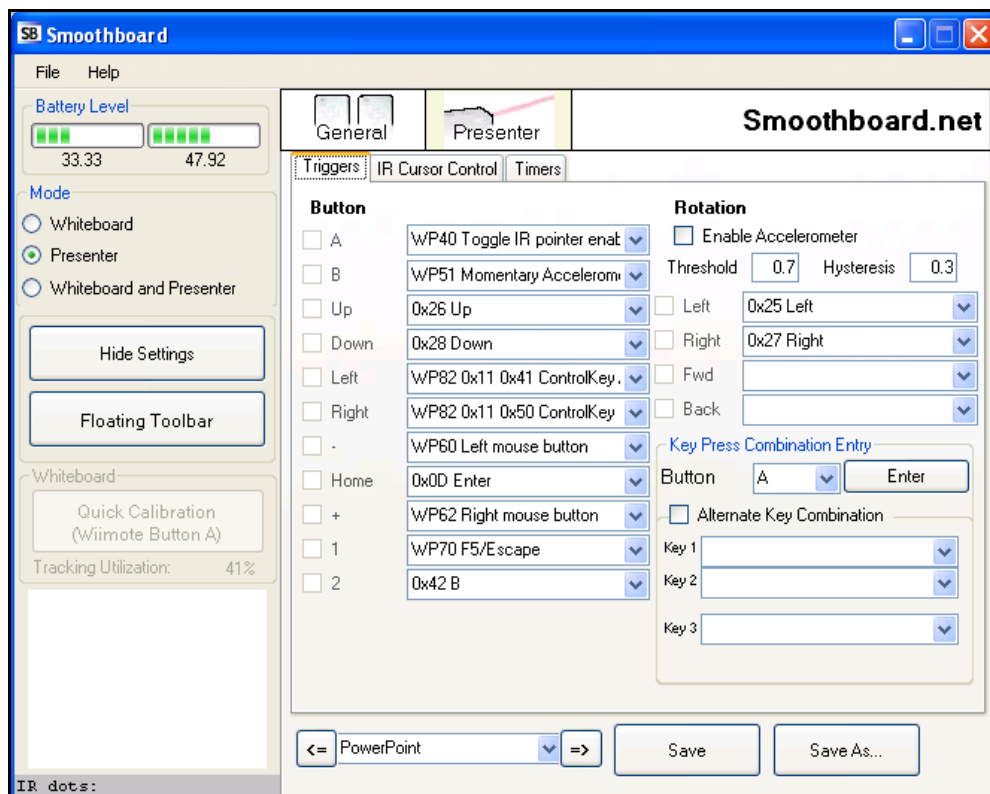 SB Smoothboard
File Help
Battery Level
33.33 47.92
Mode
Whiteboard
Presenter
Whiteboard and Presenter
Hide Settings
Floating Toolbar
Whiteboard
Quick Calibration
(Wiimote Button A)
Tracking Utilization: 41%
IR dots:
General Presenter Smoothboard.net
Triggers IR Cursor Control Timers
Button
A WP40 Toggle IR pointer enab
B WP51 Momentary Acceleromi
Up 0x26 Up
Down 0x28 Down
Left WP82 0x11 0x41 ControlKey
Right WP82 0x11 0x50 ControlKey
- WP60 Left mouse button
Home 0x0D Enter
+ WP62 Right mouse button
1 WP70 F5/Escape
2 0x42 B
Rotation
Enable Accelerometer
Threshold 0.7 Hysteresis 0.3
Left 0x25 Left
Right 0x27 Right
Fwd
Back
Key Press Combination Entry
Button A Enter
Alternate Key Combination
Key 1
Key 2
Key 3
<= PowerPoint => Save Save As...